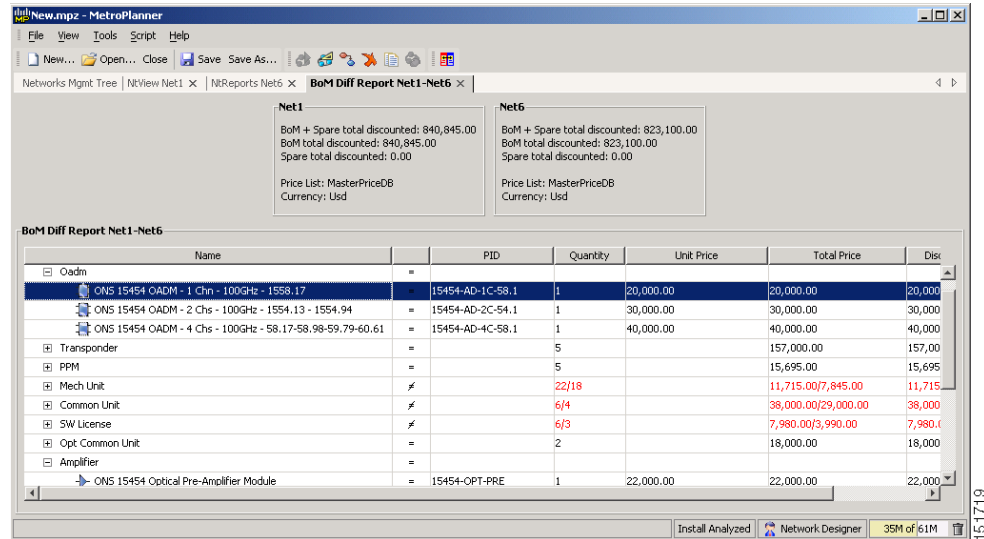 New.mpz - MetroPlanner
File View Tools Script Help
New... Open... Close Save Save As...
Networks Mgmt Tree NtView Net1 × NtReports Net6 × BoM Diff Report Net1-Net6 ×
Net1
BoM + Spare total discounted: 840,845.00
BoM total discounted: 840,845.00
Spare total discounted: 0.00
Price List: MasterPriceDB
Currency: Usd
Net6
BoM + Spare total discounted: 823,100.00
BoM total discounted: 823,100.00
Spare total discounted: 0.00
Price List: MasterPriceDB
Currency: Usd
BoM Diff Report Net1-Net6
Name PID Quantity Unit Price Total Price Disc
Oadm =
ONS 15454 OADM - 1 Chn - 100GHz - 1558.17 = 15454-AD-1C-58.1 1 20,000.00 20,000.00 20,000
ONS 15454 OADM - 2 Chs - 100GHz - 1554.13 - 1554.94 = 15454-AD-2C-54.1 1 30,000.00 30,000.00 30,000
ONS 15454 OADM - 4 Chs - 100GHz - 58.17-58.98-59.79-60.61 = 15454-AD-4C-58.1 1 40,000.00 40,000.00 40,000
Transponder = 5 157,000.00 157,00
PPM = 5 15,695.00 15,695
Mech Unit ≠ 22/18 11,715.00/7,845.00 11,715
Common Unit ≠ 6/4 38,000.00/29,000.00 38,000
SW License ≠ 6/3 7,980.00/3,990.00 7,980.0
Opt Common Unit = 2 18,000.00 18,000
Amplifier =
ONS 15454 Optical Pre-Amplifier Module = 15454-OPT-PRE 1 22,000.00 22,000.00 22,000
Install Analyzed Network Designer 35M of 61M
151719